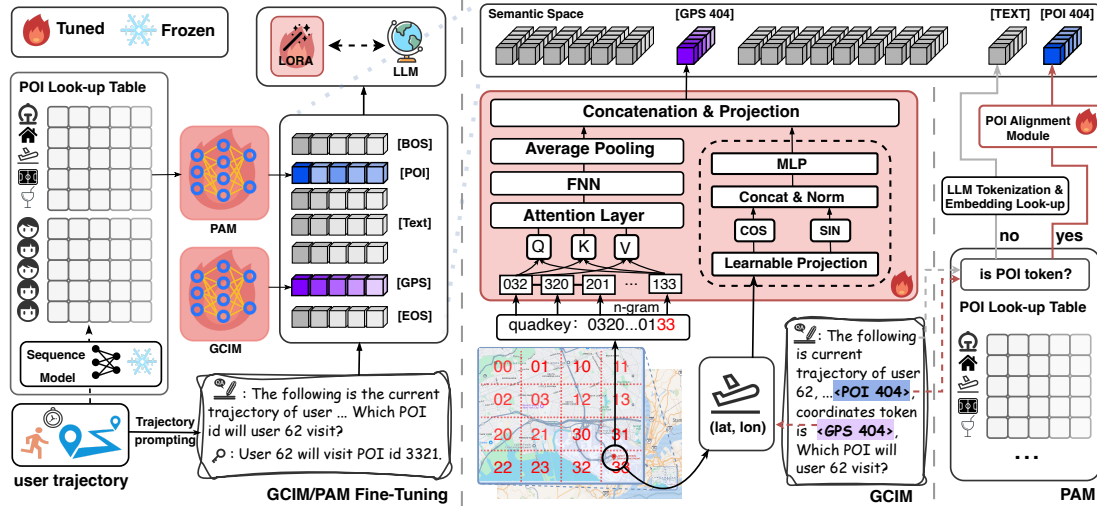 Tuned
Frozen
LORA
LLM
POI Look-up Table
PAM
GCIM
[BOS]
[POI]
[Text]
[GPS]
[EOS]
Sequence
Model
Trajectory
prompting
user trajectory
: The following is the current
trajectory of user ... Which POI
id will user 62 visit?
: User 62 will visit POI id 3321.
GCIM/PAM Fine-Tuning
Semantic Space
[GPS 404]
[TEXT]
[POI 404]
Concatenation & Projection
Average Pooling
FNN
Attention Layer
Q
K
V
032
320
201
...
133
n-gram
quadkey: 0320...0133
MLP
Concat & Norm
COS
SIN
Learnable Projection
00 01 10 11
02 03 12 13
20 21 30 31
22 23 32 33
(lat, lon)
: The following
is current
trajectory of user
62, ...<POI 404>,
coordinates token
is <GPS 404>,
Which POI will
user 62 visit?
GCIM
POI Alignment
Module
LLM Tokenization &
Embedding Look-up
no
yes
is POI token?
POI Look-up Table
...
PAM